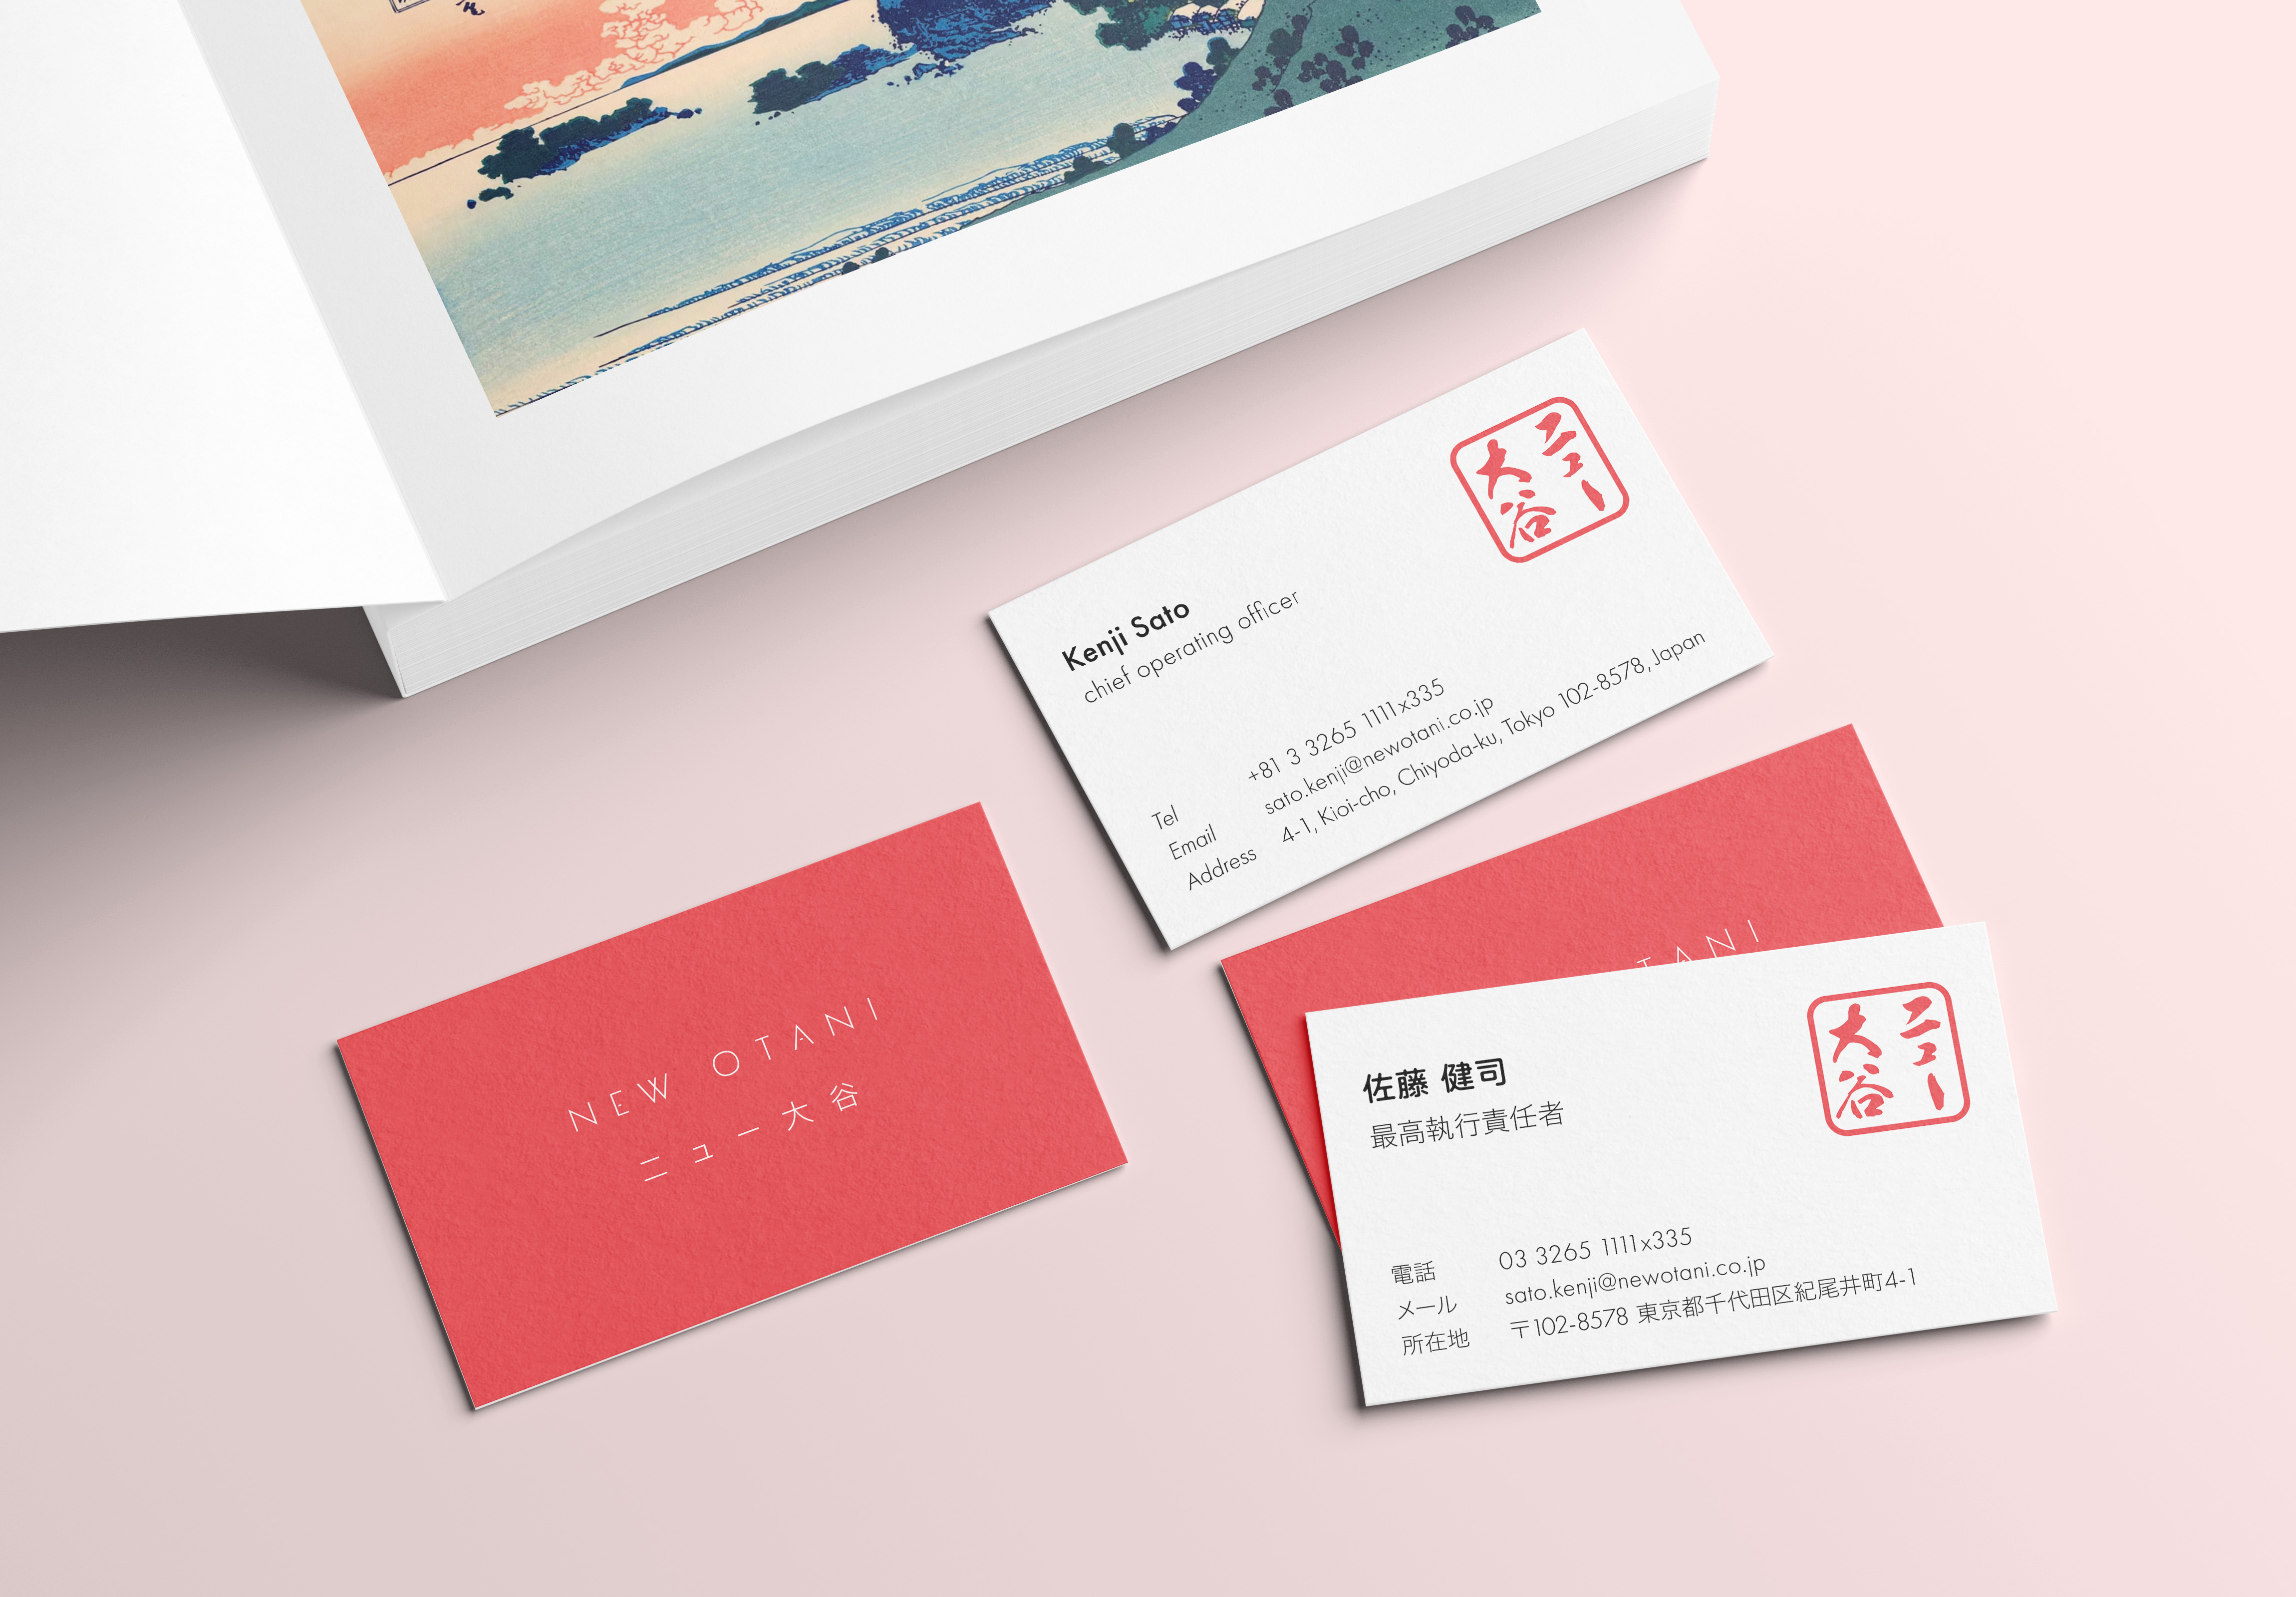 ニュー
大谷
Kenji Sato
chief operating officer
Tel +81 3 3265 1111x335
Email sato.kenji@newotani.co.jp
Address 4-1, Kioi-cho, Chiyoda-ku, Tokyo 102-8578, Japan
NEW OTANI
ニュー大谷
TANI
ニュー
大谷
佐藤 健司
最高執行責任者
電話 03 3265 1111x335
メール sato.kenji@newotani.co.jp
所在地 〒102-8578 東京都千代田区紀尾井町4-1